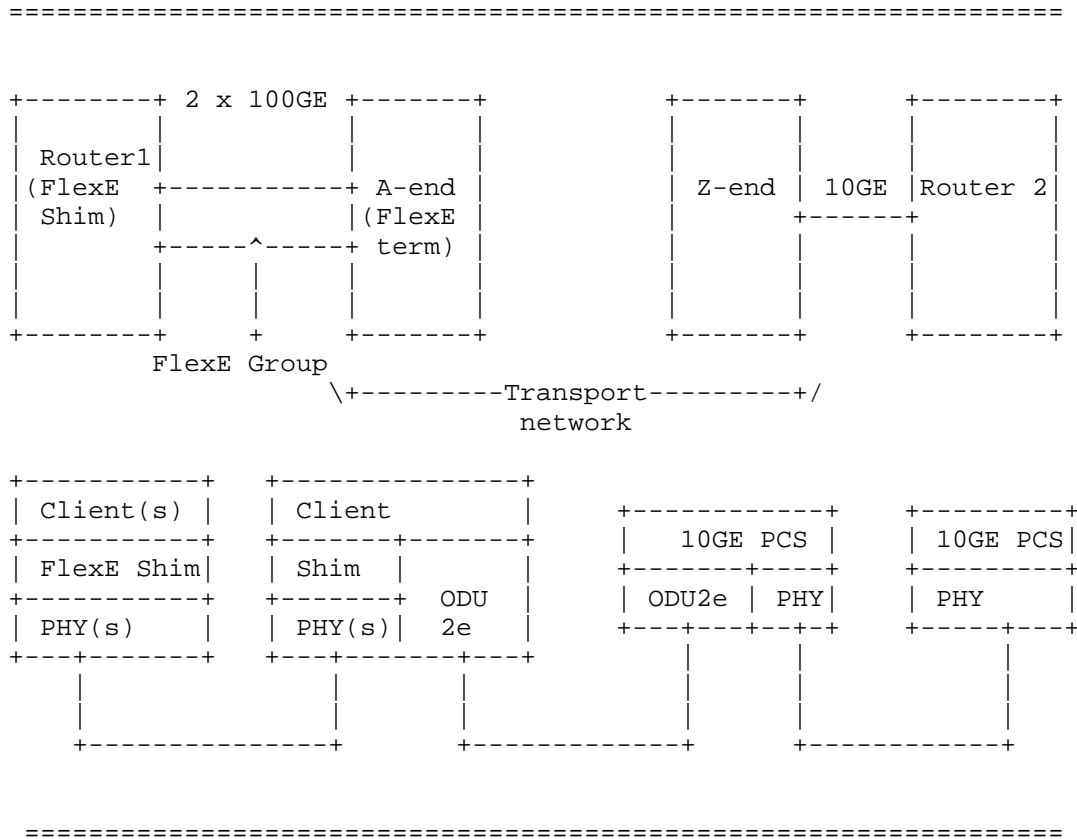 2 x 100GE
Router1
(FlexE A-end Z-end 10GE Router 2
Shim) (FlexE
term)
FlexE Group
Transport
network
Client(s) Client
10GE PCS 10GE PCS
FlexE Shim Shim
ODU ODU2e PHY PHY
PHY(s) PHY(s) 2e